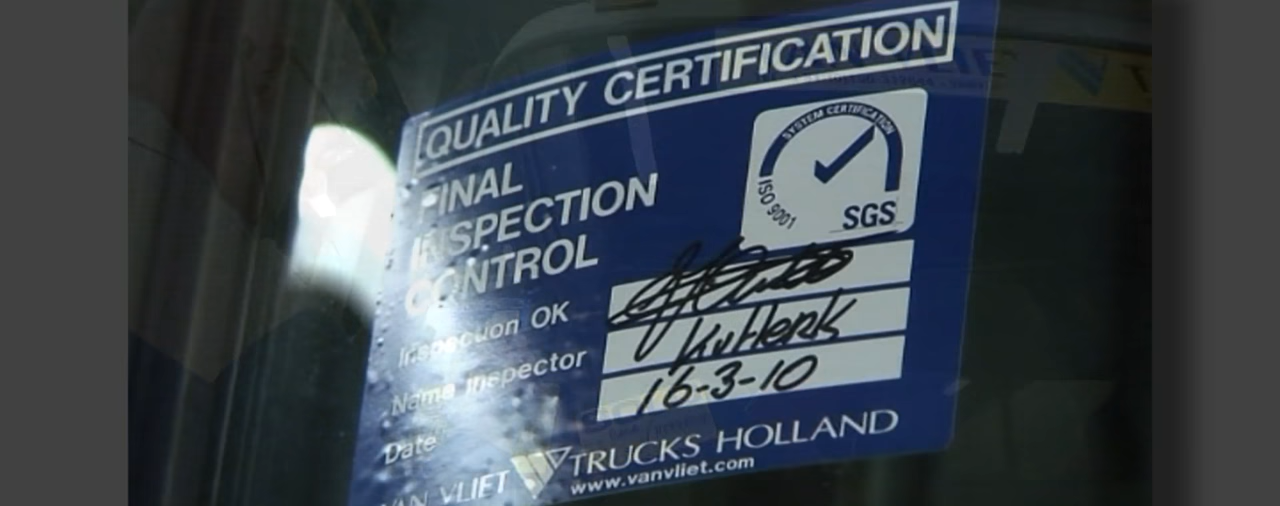 QUALITY CERTIFICATION
SYSTEM CERTIFICATION
ISO 9001
SGS
FINAL
INSPECTION
CONTROL
Inspection OK
Name Inspector
Date 16-3-10
VAN VLIET TRUCKS HOLLAND
www.vanvliet.com